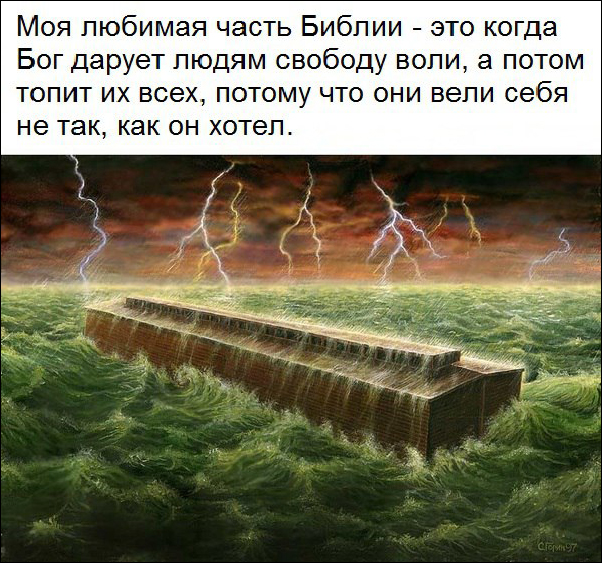 Моя любимая часть Библии - это когда
Бог дарует людям свободу воли, а потом
топит их всех, потому что они вели себя
не так, как он хотел.
С.Горин97